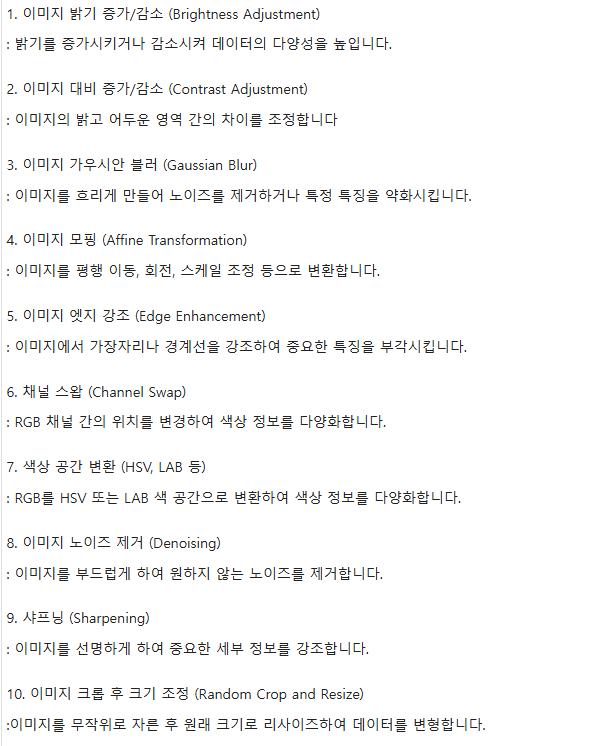 1. 이미지 밝기 증가/감소 (Brightness Adjustment)
: 밝기를 증가시키거나 감소시켜 데이터의 다양성을 높입니다.
2. 이미지 대비 증가/감소 (Contrast Adjustment)
: 이미지의 밝고 어두운 영역 간의 차이를 조정합니다
3. 이미지 가우시안 블러 (Gaussian Blur)
: 이미지를 흐리게 만들어 노이즈를 제거하거나 특정 특징을 약화시킵니다.
4. 이미지 모핑 (Affine Transformation)
: 이미지를 평행 이동, 회전, 스케일 조정 등으로 변환합니다.
5. 이미지 엣지 강조 (Edge Enhancement)
: 이미지에서 가장자리나 경계선을 강조하여 중요한 특징을 부각시킵니다.
6. 채널 스왑 (Channel Swap)
: RGB 채널 간의 위치를 변경하여 색상 정보를 다양화합니다.
7. 색상 공간 변환 (HSV, LAB 등)
: RGB를 HSV 또는 LAB 색 공간으로 변환하여 색상 정보를 다양화합니다.
8. 이미지 노이즈 제거 (Denoising)
: 이미지를 부드럽게 하여 원하지 않는 노이즈를 제거합니다.
9. 샤프닝 (Sharpening)
: 이미지를 선명하게 하여 중요한 세부 정보를 강조합니다.
10. 이미지 크롭 후 크기 조정 (Random Crop and Resize)
:이미지를 무작위로 자른 후 원래 크기로 리사이즈하여 데이터를 변형합니다.